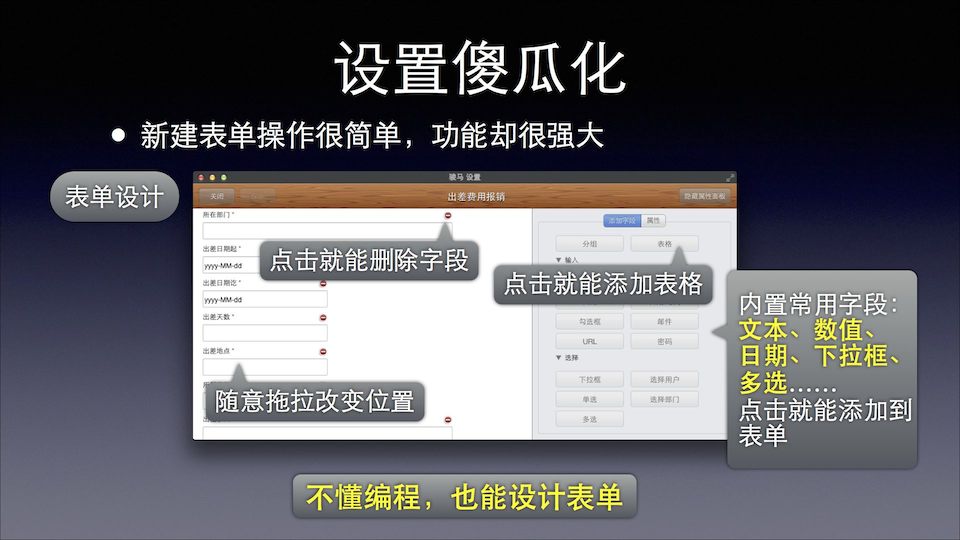 设置傻瓜化
• 新建表单操作很简单，功能却很强大
表单设计
骏马 设置
关闭
出差费用报销
隐藏属性面板
所在部门 *
添加字段 属性
分组 表格
出差日期起 *
yyyy-MM-dd
点击就能删除字段
▼ 输入
点击就能添加表格
出差日期迄 *
yyyy-MM-dd
内置常用字段：
文本、数值、
日期、下拉框、
多选……
点击就能添加到
表单
出差天数 *
勾选框 邮件
URL 密码
出差地点 *
▼ 选择
随意拖拉改变位置
下拉框 选择用户
单选 选择部门
多选
不懂编程，也能设计表单